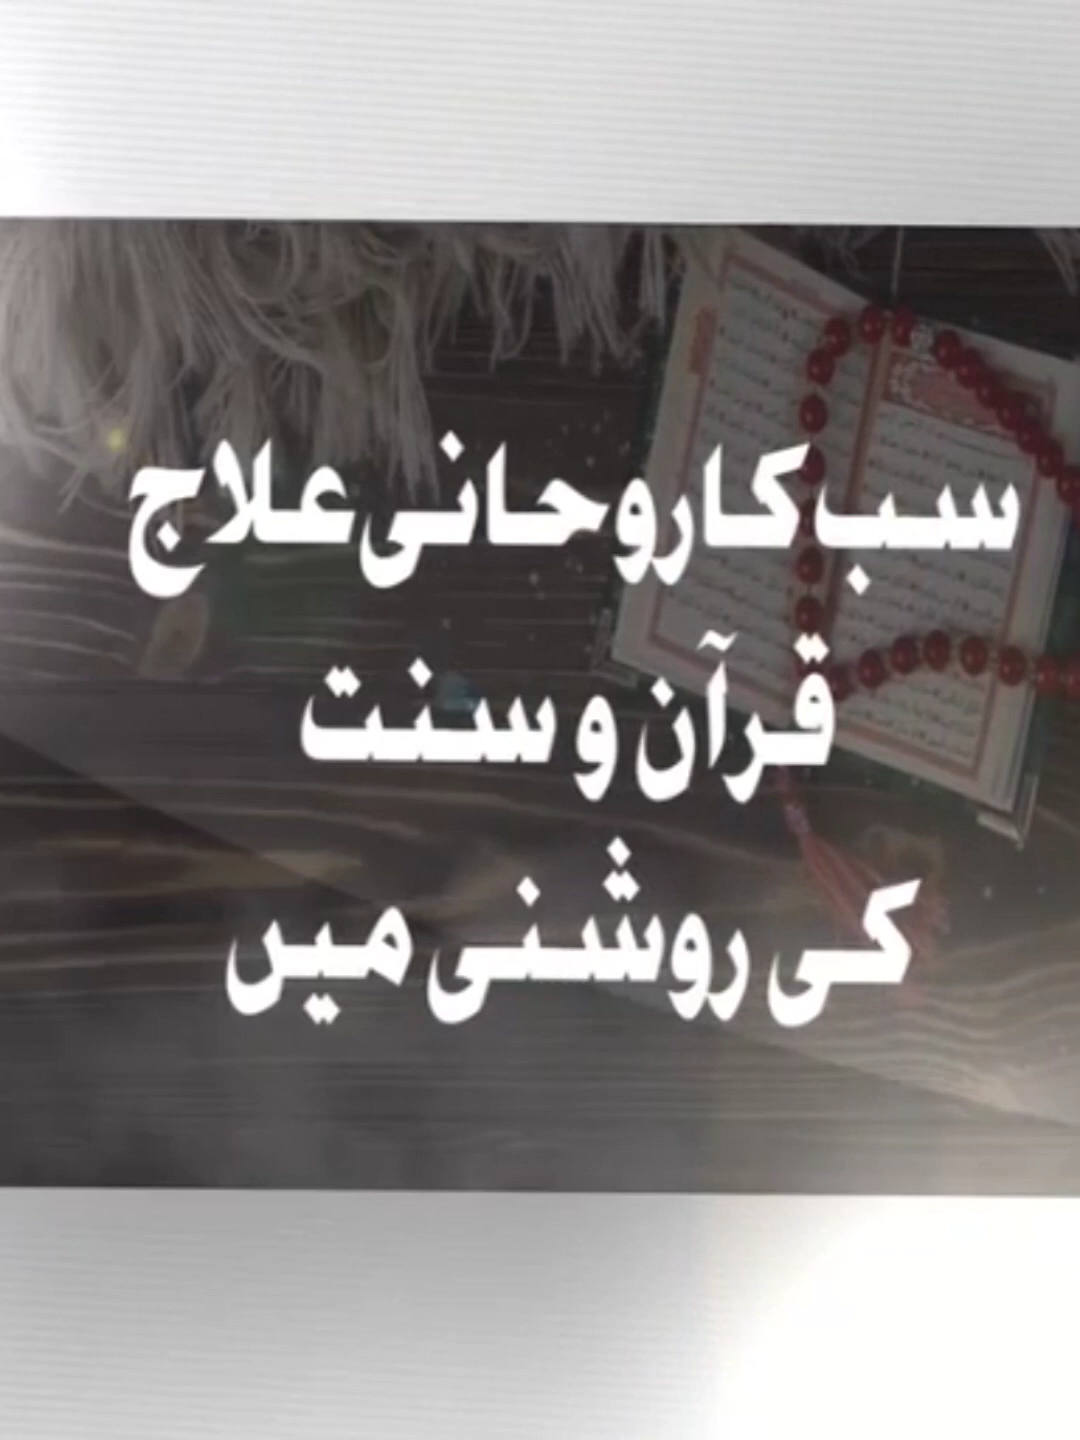 سب کا روحانی علاج
قرآن و سنت
کی روشنی میں